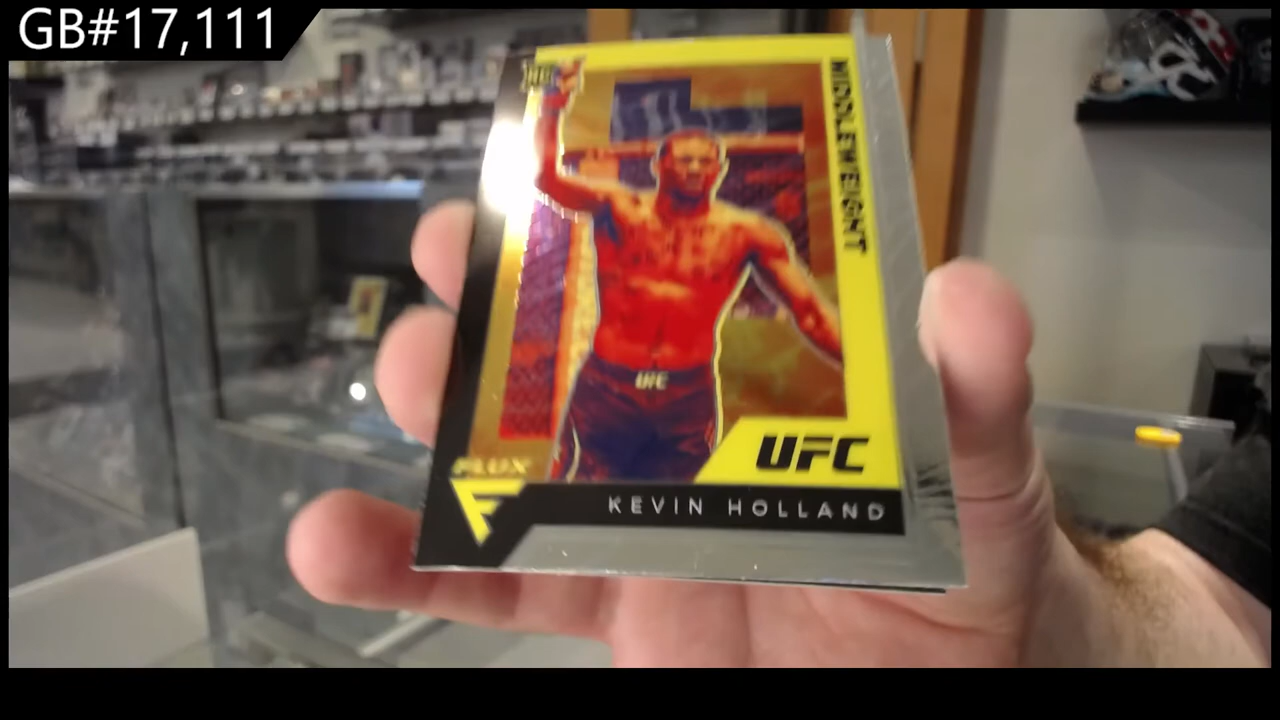 GB#17,111
MIDDLEWEIGHT
UFC
FLUX
UFC
KEVIN HOLLAND